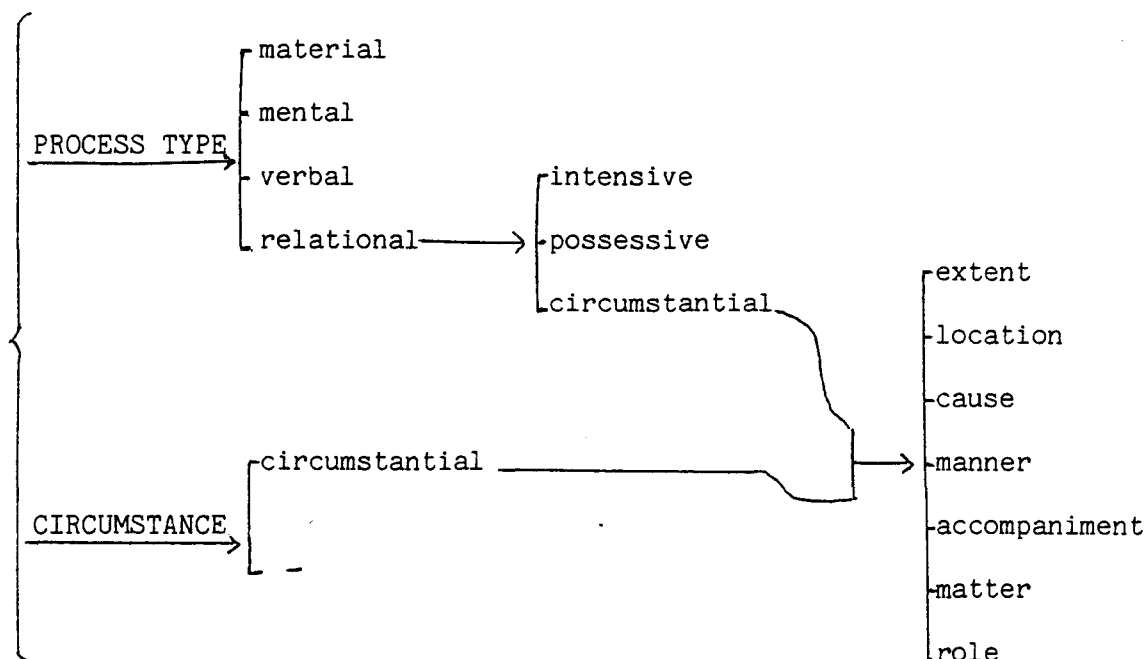 material
mental
PROCESS TYPE
verbal
relational
intensive
possessive
circumstantial
extent
location
cause
manner
accompaniment
matter
role
circumstantial
CIRCUMSTANCE
–